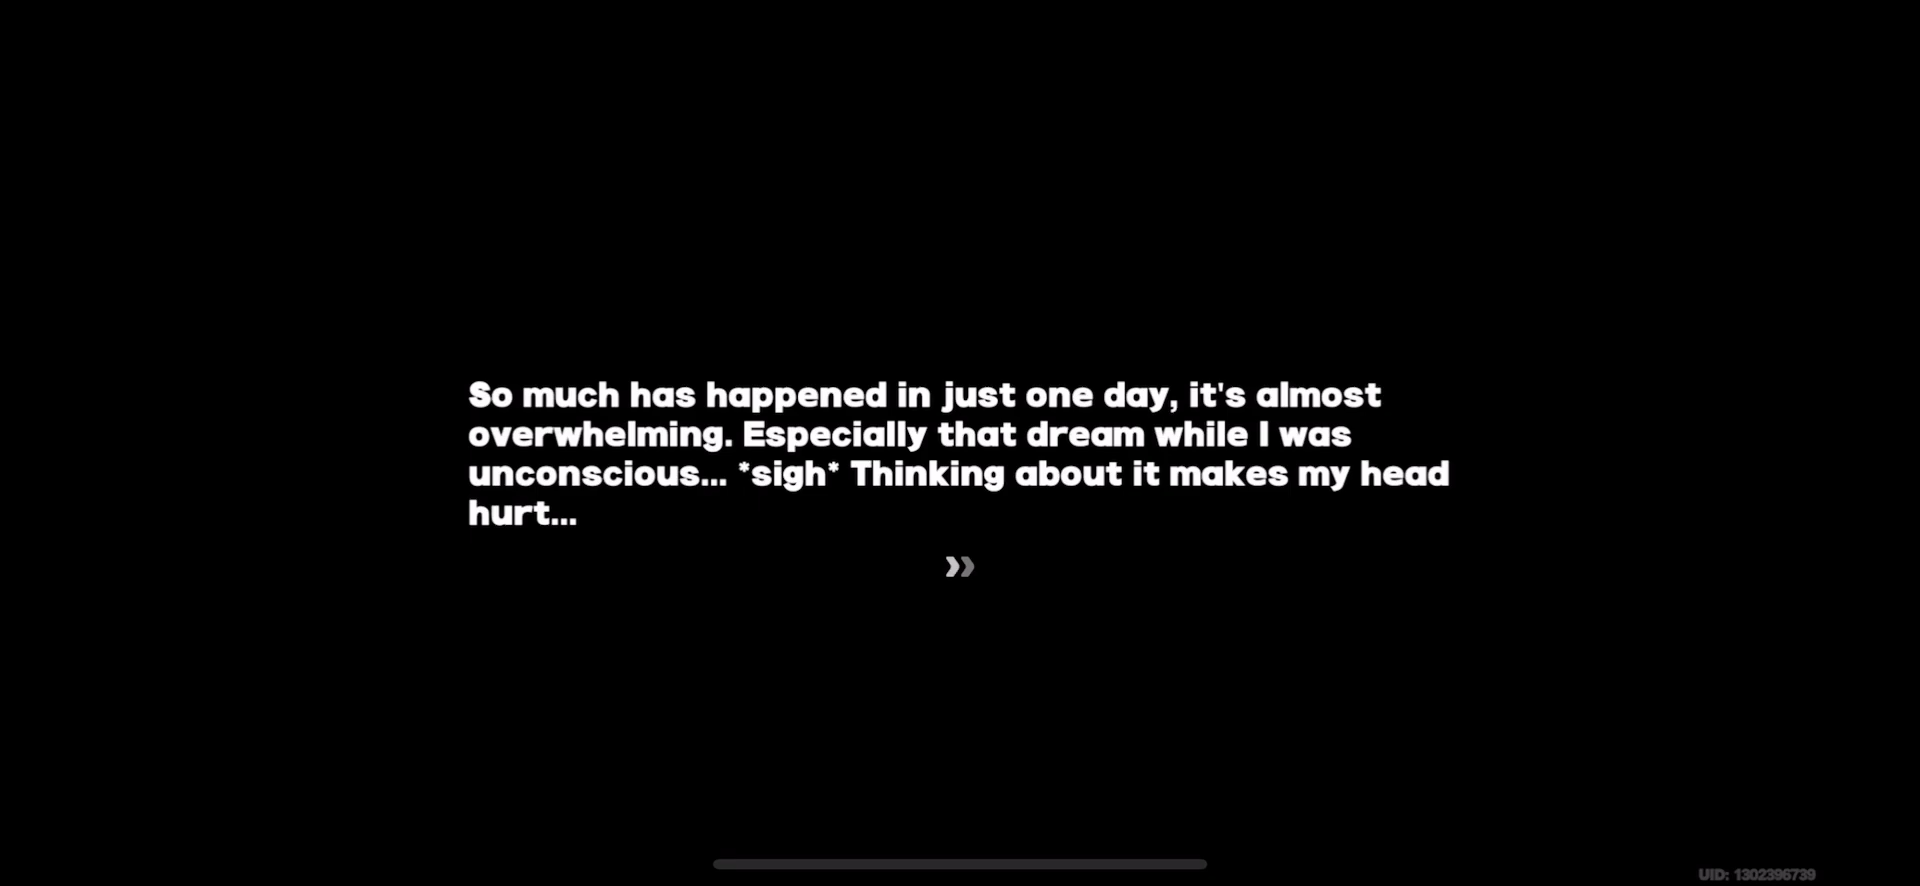 So much has happened in just one day, it's almost
overwhelming. Especially that dream while I was
unconscious... *sigh* Thinking about it makes my head
hurt...
UID: 1302396739